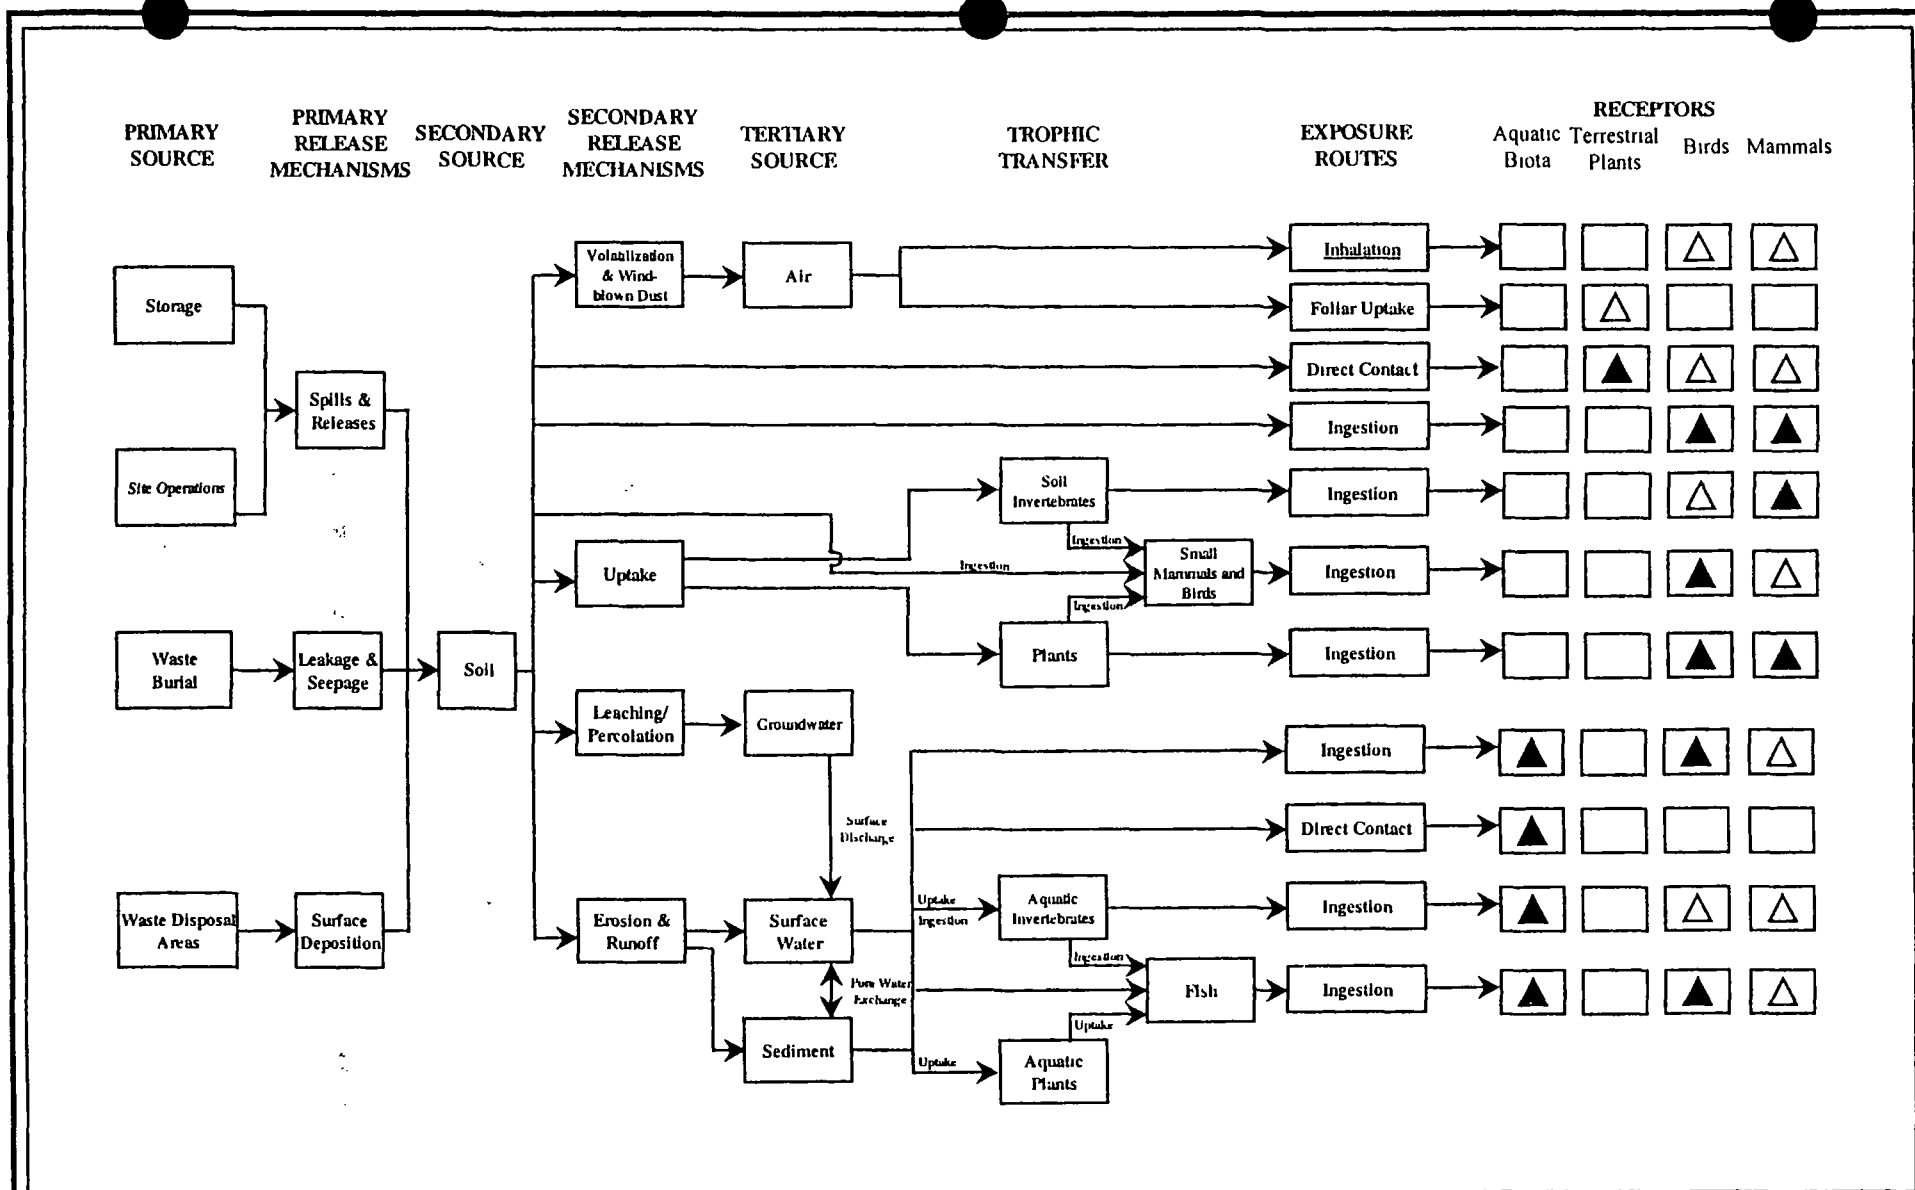 RECEPTORS
PRIMARY
SOURCE
PRIMARY
RELEASE
MECHANISMS
SECONDARY
SOURCE
SECONDARY
RELEASE
MECHANISMS
TERTIARY
SOURCE
TROPHIC
TRANSFER
EXPOSURE
ROUTES
Aquatic
Biota
Terrestrial
Plants
Birds
Mammals
Storage
Site Operations
Waste
Burial
Waste Disposal
Areas
Spills &
Releases
Leakage &
Seepage
Surface
Deposition
Soil
Volatilization
& Wind-
blown Dust
Uptake
Leaching/
Percolation
Erosion &
Runoff
Air
Groundwater
Surface
Discharge
Surface
Water
Pore Water
Exchange
Sediment
Soil
Invertebrates
Ingestion
Ingestion
Ingestion
Small
Mammals and
Birds
Plants
Uptake
Ingestion
Aquatic
Invertebrates
Ingestion
Fish
Uptake
Uptake
Aquatic
Plants
Inhalation
Foliar Uptake
Direct Contact
Ingestion
Ingestion
Ingestion
Ingestion
Ingestion
Direct Contact
Ingestion
Ingestion